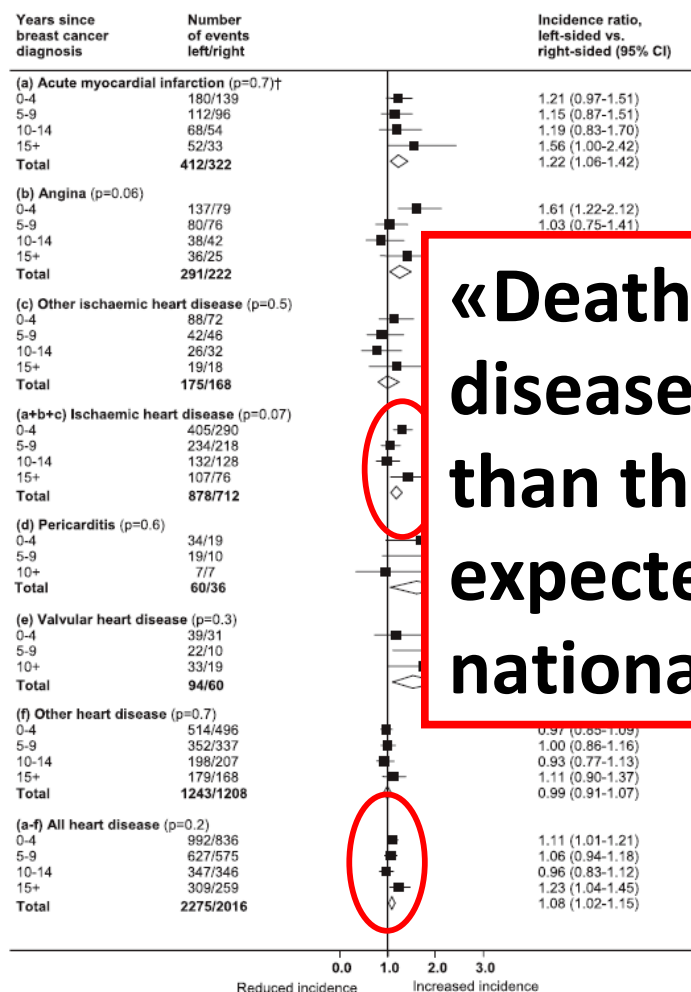 Years since Number Incidence ratio,
breast cancer of events left-sided vs.
diagnosis left/right right-sided (95% CI)
(a) Acute myocardial infarction (p=0.7)†
0-4 180/139 1.21 (0.97-1.51)
5-9 112/96 1.15 (0.87-1.51)
10-14 68/54 1.19 (0.83-1.70)
15+ 52/33 1.56 (1.00-2.42)
Total 412/322 1.22 (1.06-1.42)
(b) Angina (p=0.06)
0-4 137/79 1.61 (1.22-2.12)
5-9 80/76 1.03 (0.75-1.41)
10-14 38/42
15+ 36/25
Total 291/222
(c) Other ischaemic heart disease (p=0.5)
0-4 88/72
5-9 42/46
10-14 26/32
15+ 19/18
Total 175/168
(a+b+c) Ischaemic heart disease (p=0.07)
0-4 405/290
5-9 234/218
10-14 132/128
15+ 107/76
Total 878/712
(d) Pericarditis (p=0.6)
0-4 34/19
5-9 19/10
10+ 7/7
Total 60/36
(e) Valvular heart disease (p=0.3)
0-4 39/31
5-9 22/10
10+ 33/19
Total 94/60
«Death
disease
than th
expecte
nationa
(f) Other heart disease (p=0.7)
0-4 514/496 0.97 (0.85-1.09)
5-9 352/337 1.00 (0.86-1.16)
10-14 198/207 0.93 (0.77-1.13)
15+ 179/168 1.11 (0.90-1.37)
Total 1243/1208 0.99 (0.91-1.07)
(a-f) All heart disease (p=0.2)
0-4 992/836 1.11 (1.01-1.21)
5-9 627/575 1.06 (0.94-1.18)
10-14 347/346 0.96 (0.83-1.12)
15+ 309/259 1.23 (1.04-1.45)
Total 2275/2016 1.08 (1.02-1.15)
0.0 1.0 2.0 3.0
Reduced incidence Increased incidence